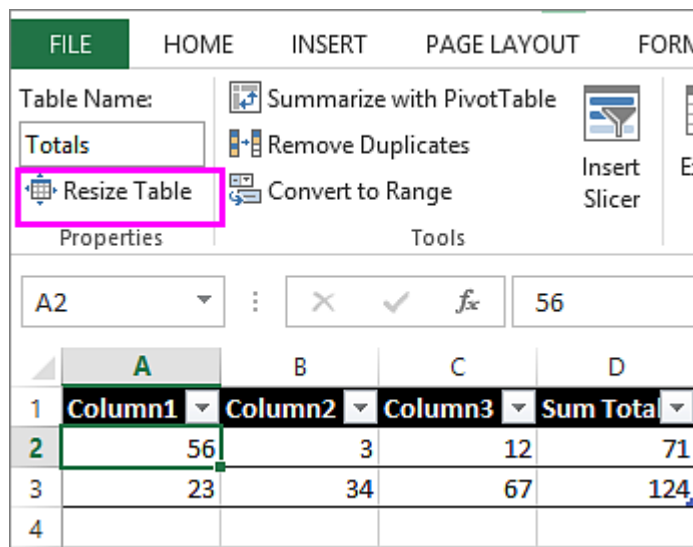 FILE HOME INSERT PAGE LAYOUT FORM
Table Name:
Totals
Resize Table
Properties
Summarize with PivotTable
Remove Duplicates
Convert to Range
Tools
Insert
Slicer
A2 fx 56
A B C D
1 Column1 Column2 Column3 Sum Total
2 56 3 12 71
3 23 34 67 124
4